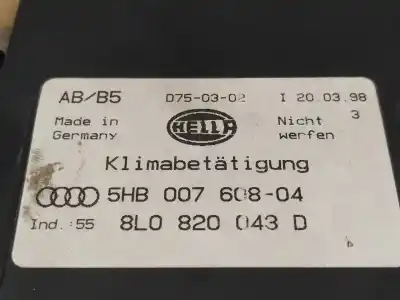 AB/B5 D75-03-02 I 20.03.98
Made in Germany
HELLA
Nicht werfen
3
Klimabetätigung
5HB 007 608-04
Ind.:55 8L0 820 043 D